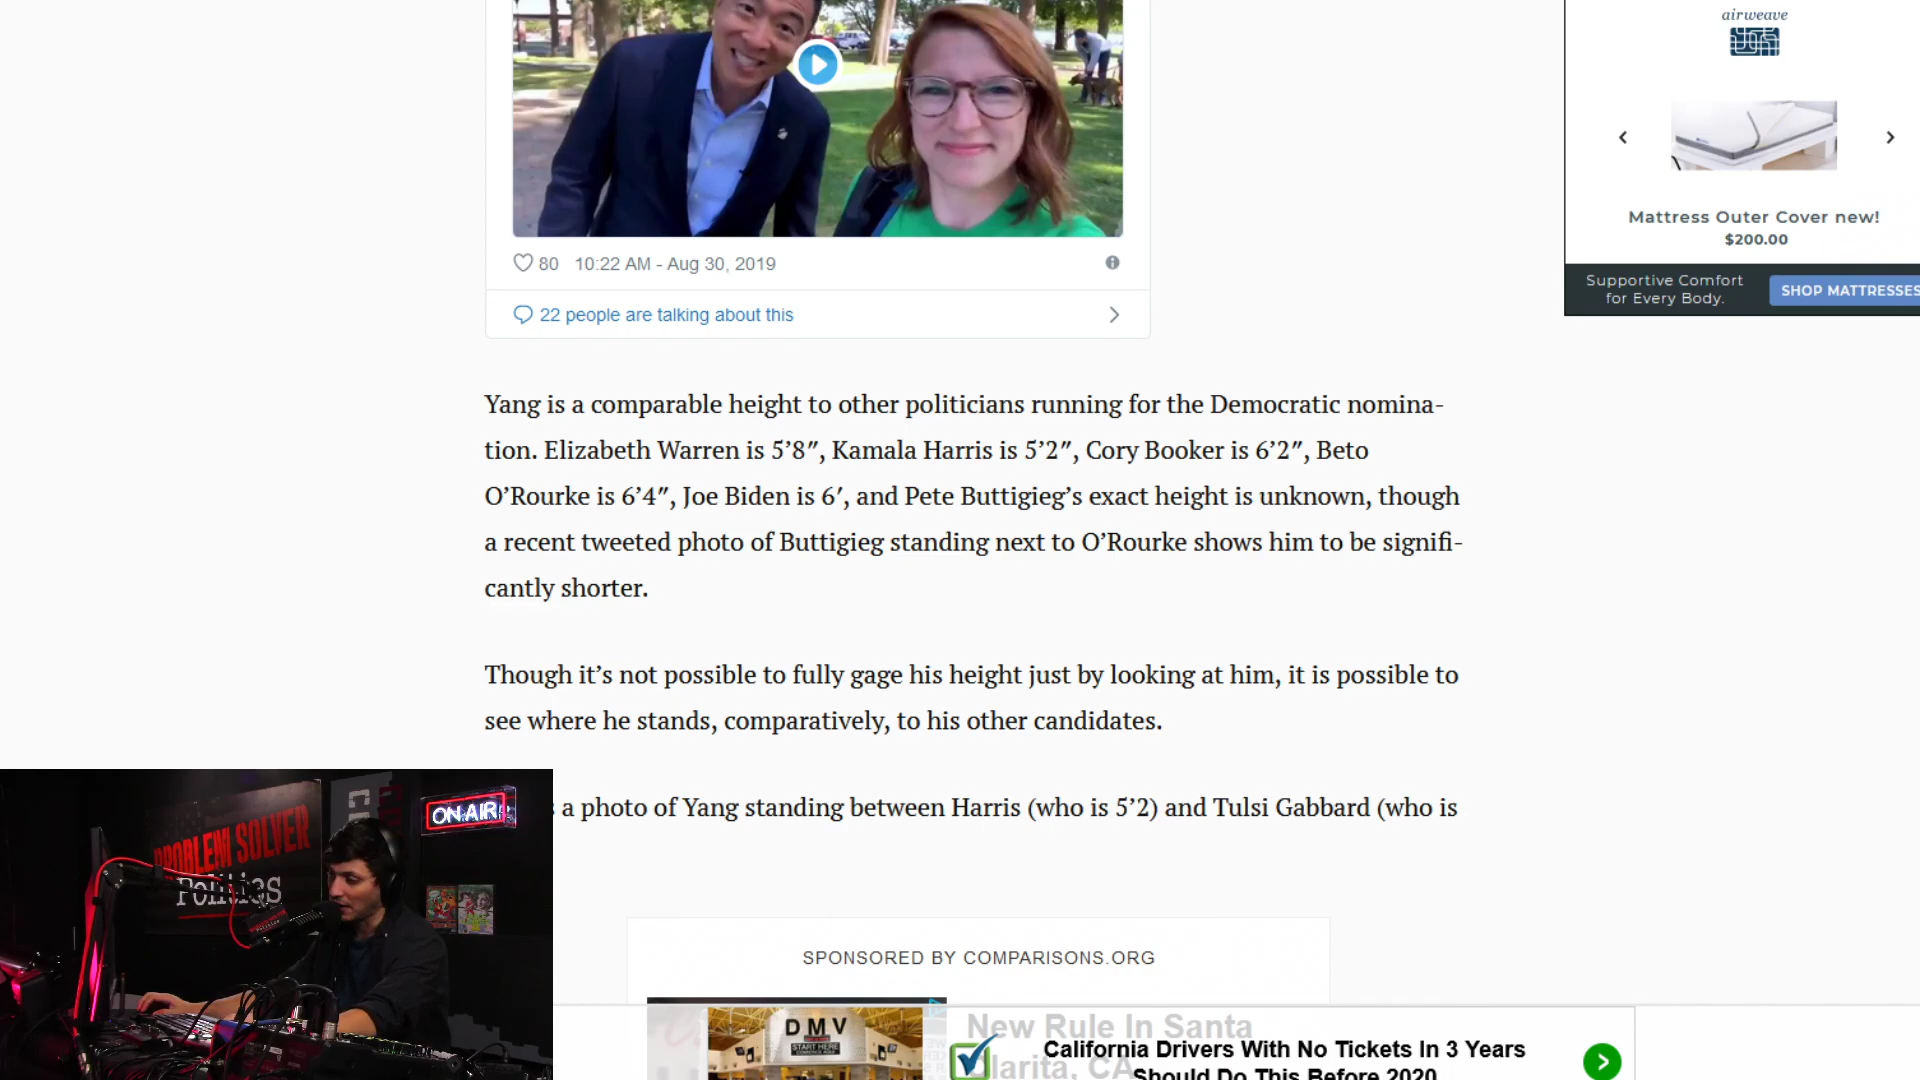 airweave
Mattress Outer Cover new!
$200.00
Supportive Comfort
for Every Body.
SHOP MATTRESSES
80 10:22 AM - Aug 30, 2019
22 people are talking about this
Yang is a comparable height to other politicians running for the Democratic nomina-
tion. Elizabeth Warren is 5’8″, Kamala Harris is 5’2″, Cory Booker is 6’2″, Beto
O’Rourke is 6’4″, Joe Biden is 6′, and Pete Buttigieg’s exact height is unknown, though
a recent tweeted photo of Buttigieg standing next to O’Rourke shows him to be signifi-
cantly shorter.
Though it’s not possible to fully gage his height just by looking at him, it is possible to
see where he stands, comparatively, to his other candidates.
a photo of Yang standing between Harris (who is 5’2) and Tulsi Gabbard (who is
ON AIR
PROBLEM SOLVER
Politics
SPONSORED BY COMPARISONS.ORG
DMV
START HERE
New Rule In Santa
Clarita, CA
California Drivers With No Tickets In 3 Years
Should Do This Before 2020